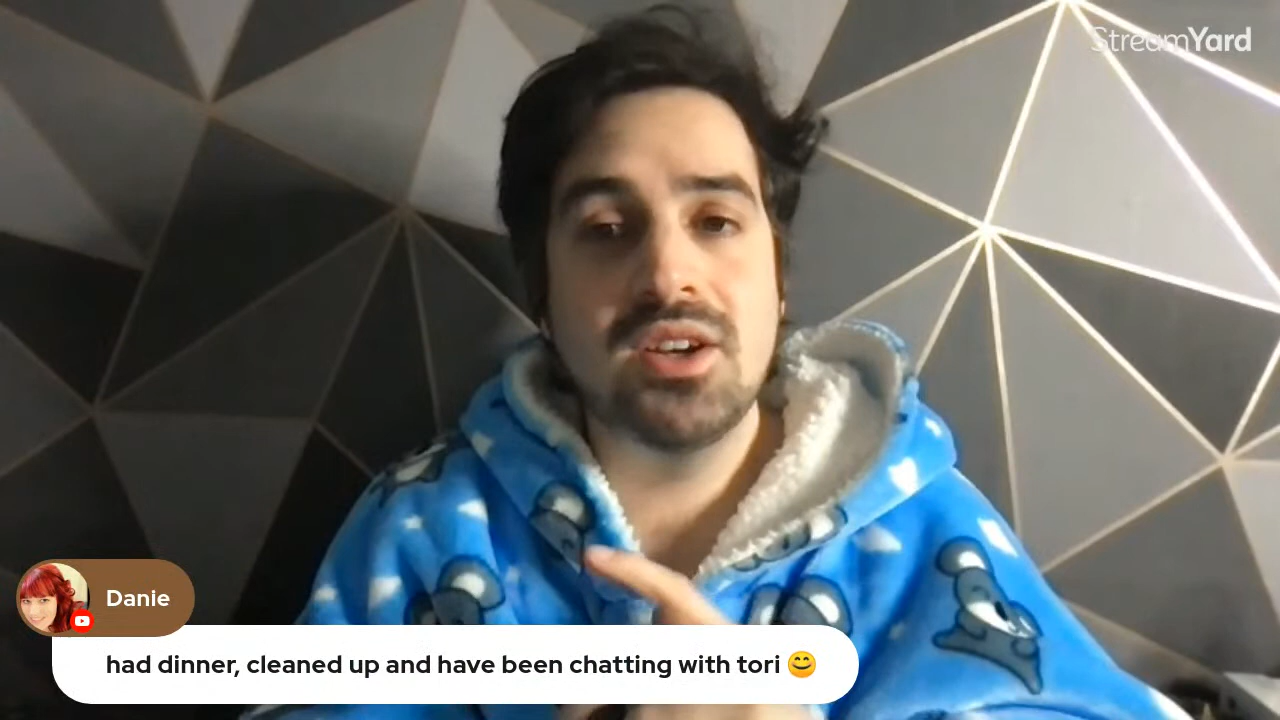 StreamYard
Danie
had dinner, cleaned up and have been chatting with tori 😊